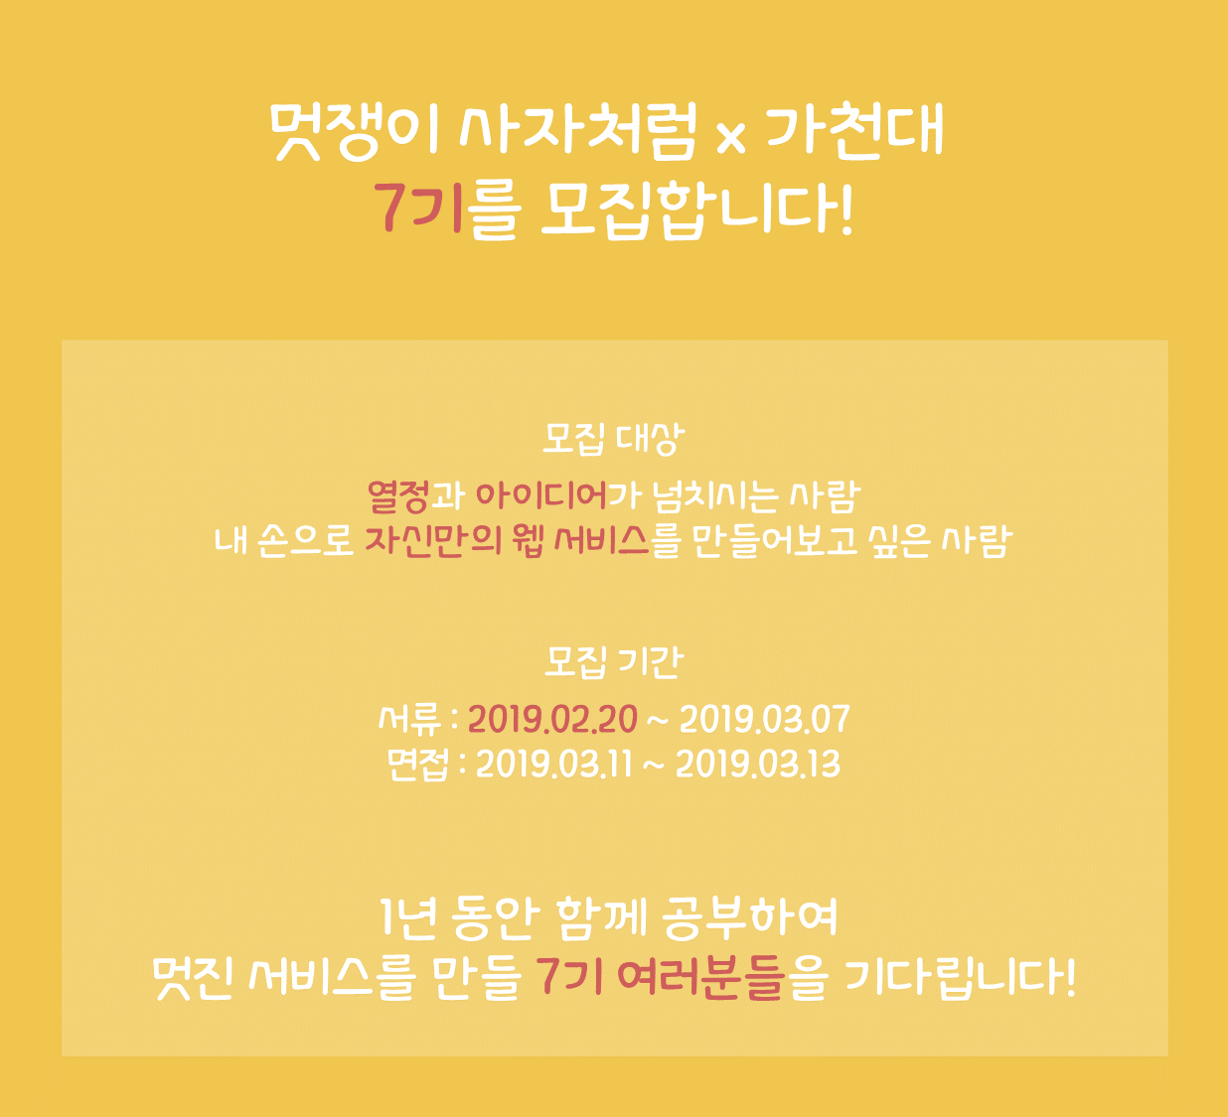 멋쟁이 사자처럼 x 가천대
7기를 모집합니다!
모집 대상
열정과 아이디어가 넘치시는 사람
내 손으로 자신만의 웹 서비스를 만들어보고 싶은 사람
모집 기간
서류 : 2019.02.20 ~ 2019.03.07
면접 : 2019.03.11 ~ 2019.03.13
1년 동안 함께 공부하여
멋진 서비스를 만들 7기 여러분들을 기다립니다!